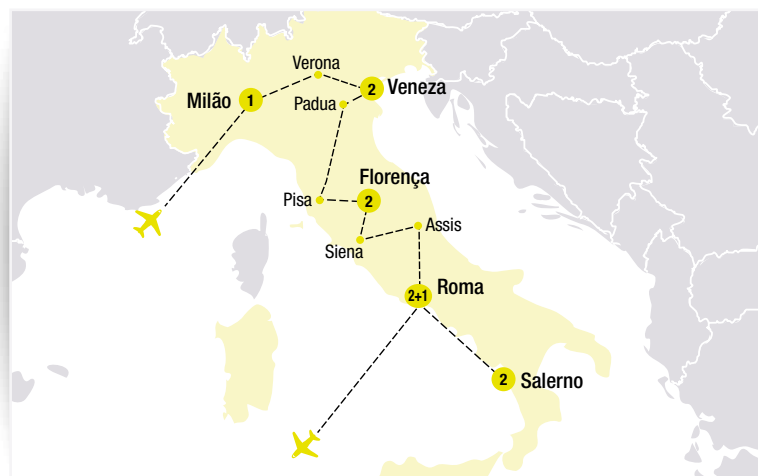 Verona
Milão
1
2
Veneza
Padua
Florença
Pisa
2
Assis
Siena
Roma
2+1
2
Salerno